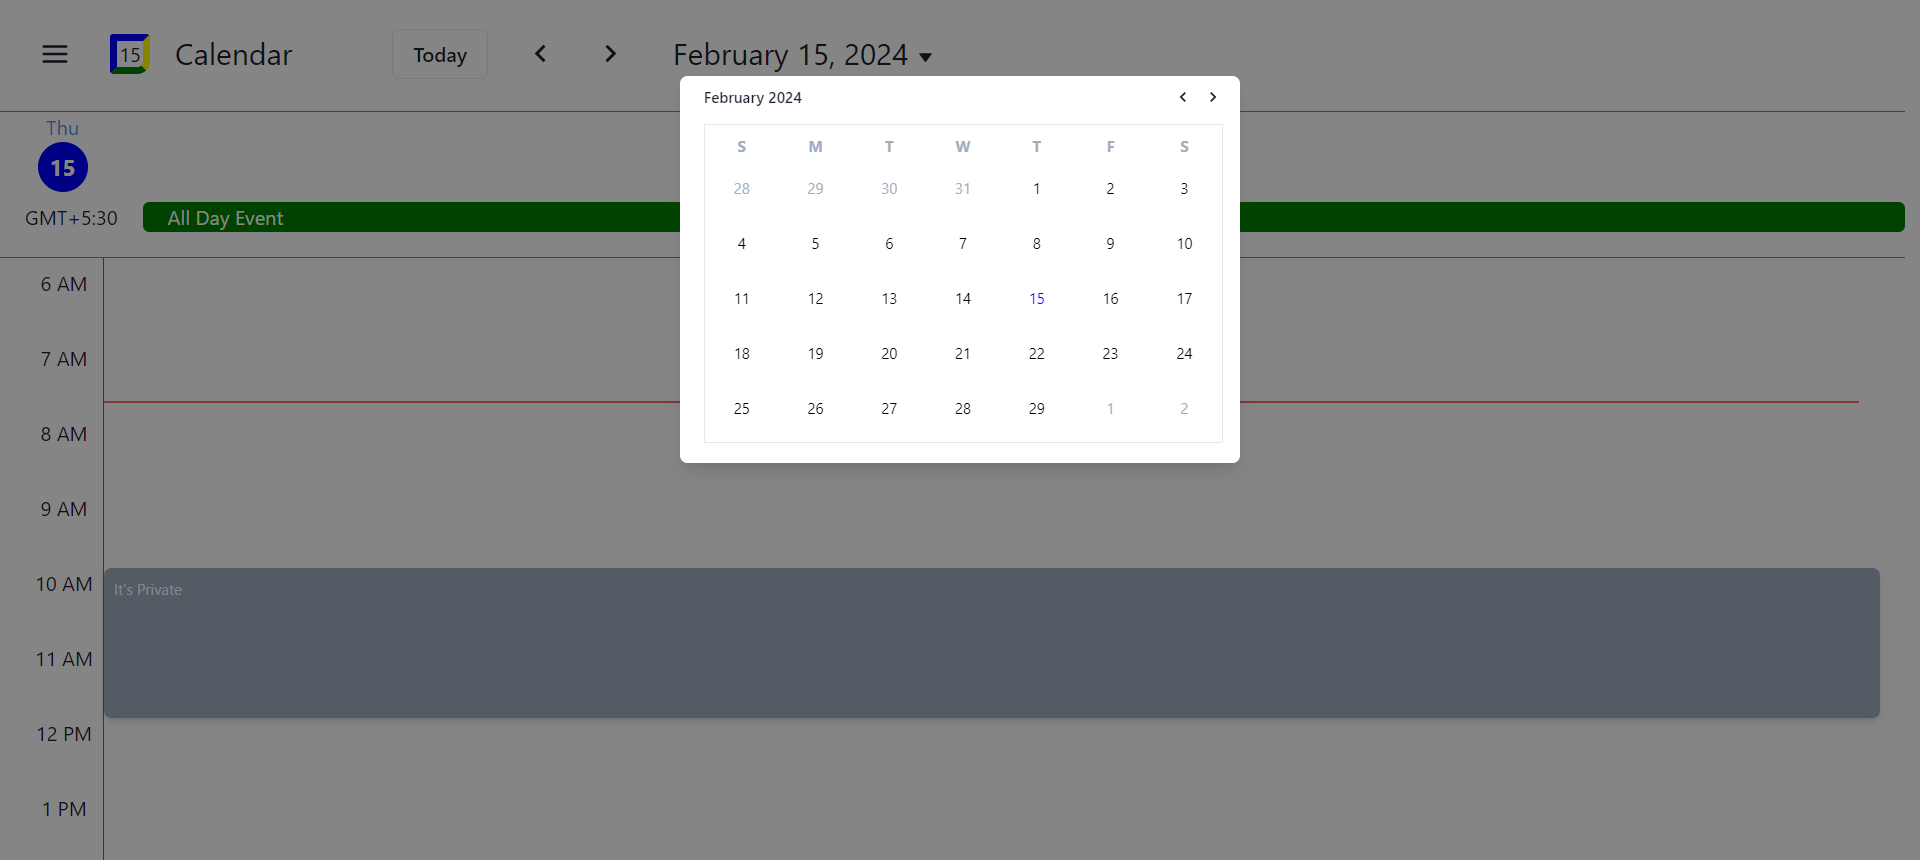 15 Calendar Today February 15, 2024
February 2024
S M T W T F S
28 29 30 31 1 2 3
4 5 6 7 8 9 10
11 12 13 14 15 16 17
18 19 20 21 22 23 24
25 26 27 28 29 1 2
Thu
15
GMT+5:30 All Day Event
6 AM
7 AM
8 AM
9 AM
10 AM It's Private
11 AM
12 PM
1 PM